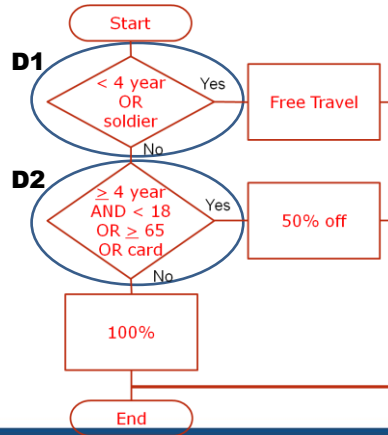 Start
D1
< 4 year
OR
soldier
Yes
Free Travel
No
D2
≥ 4 year
AND < 18
OR ≥ 65
OR card
Yes
50% off
No
100%
End